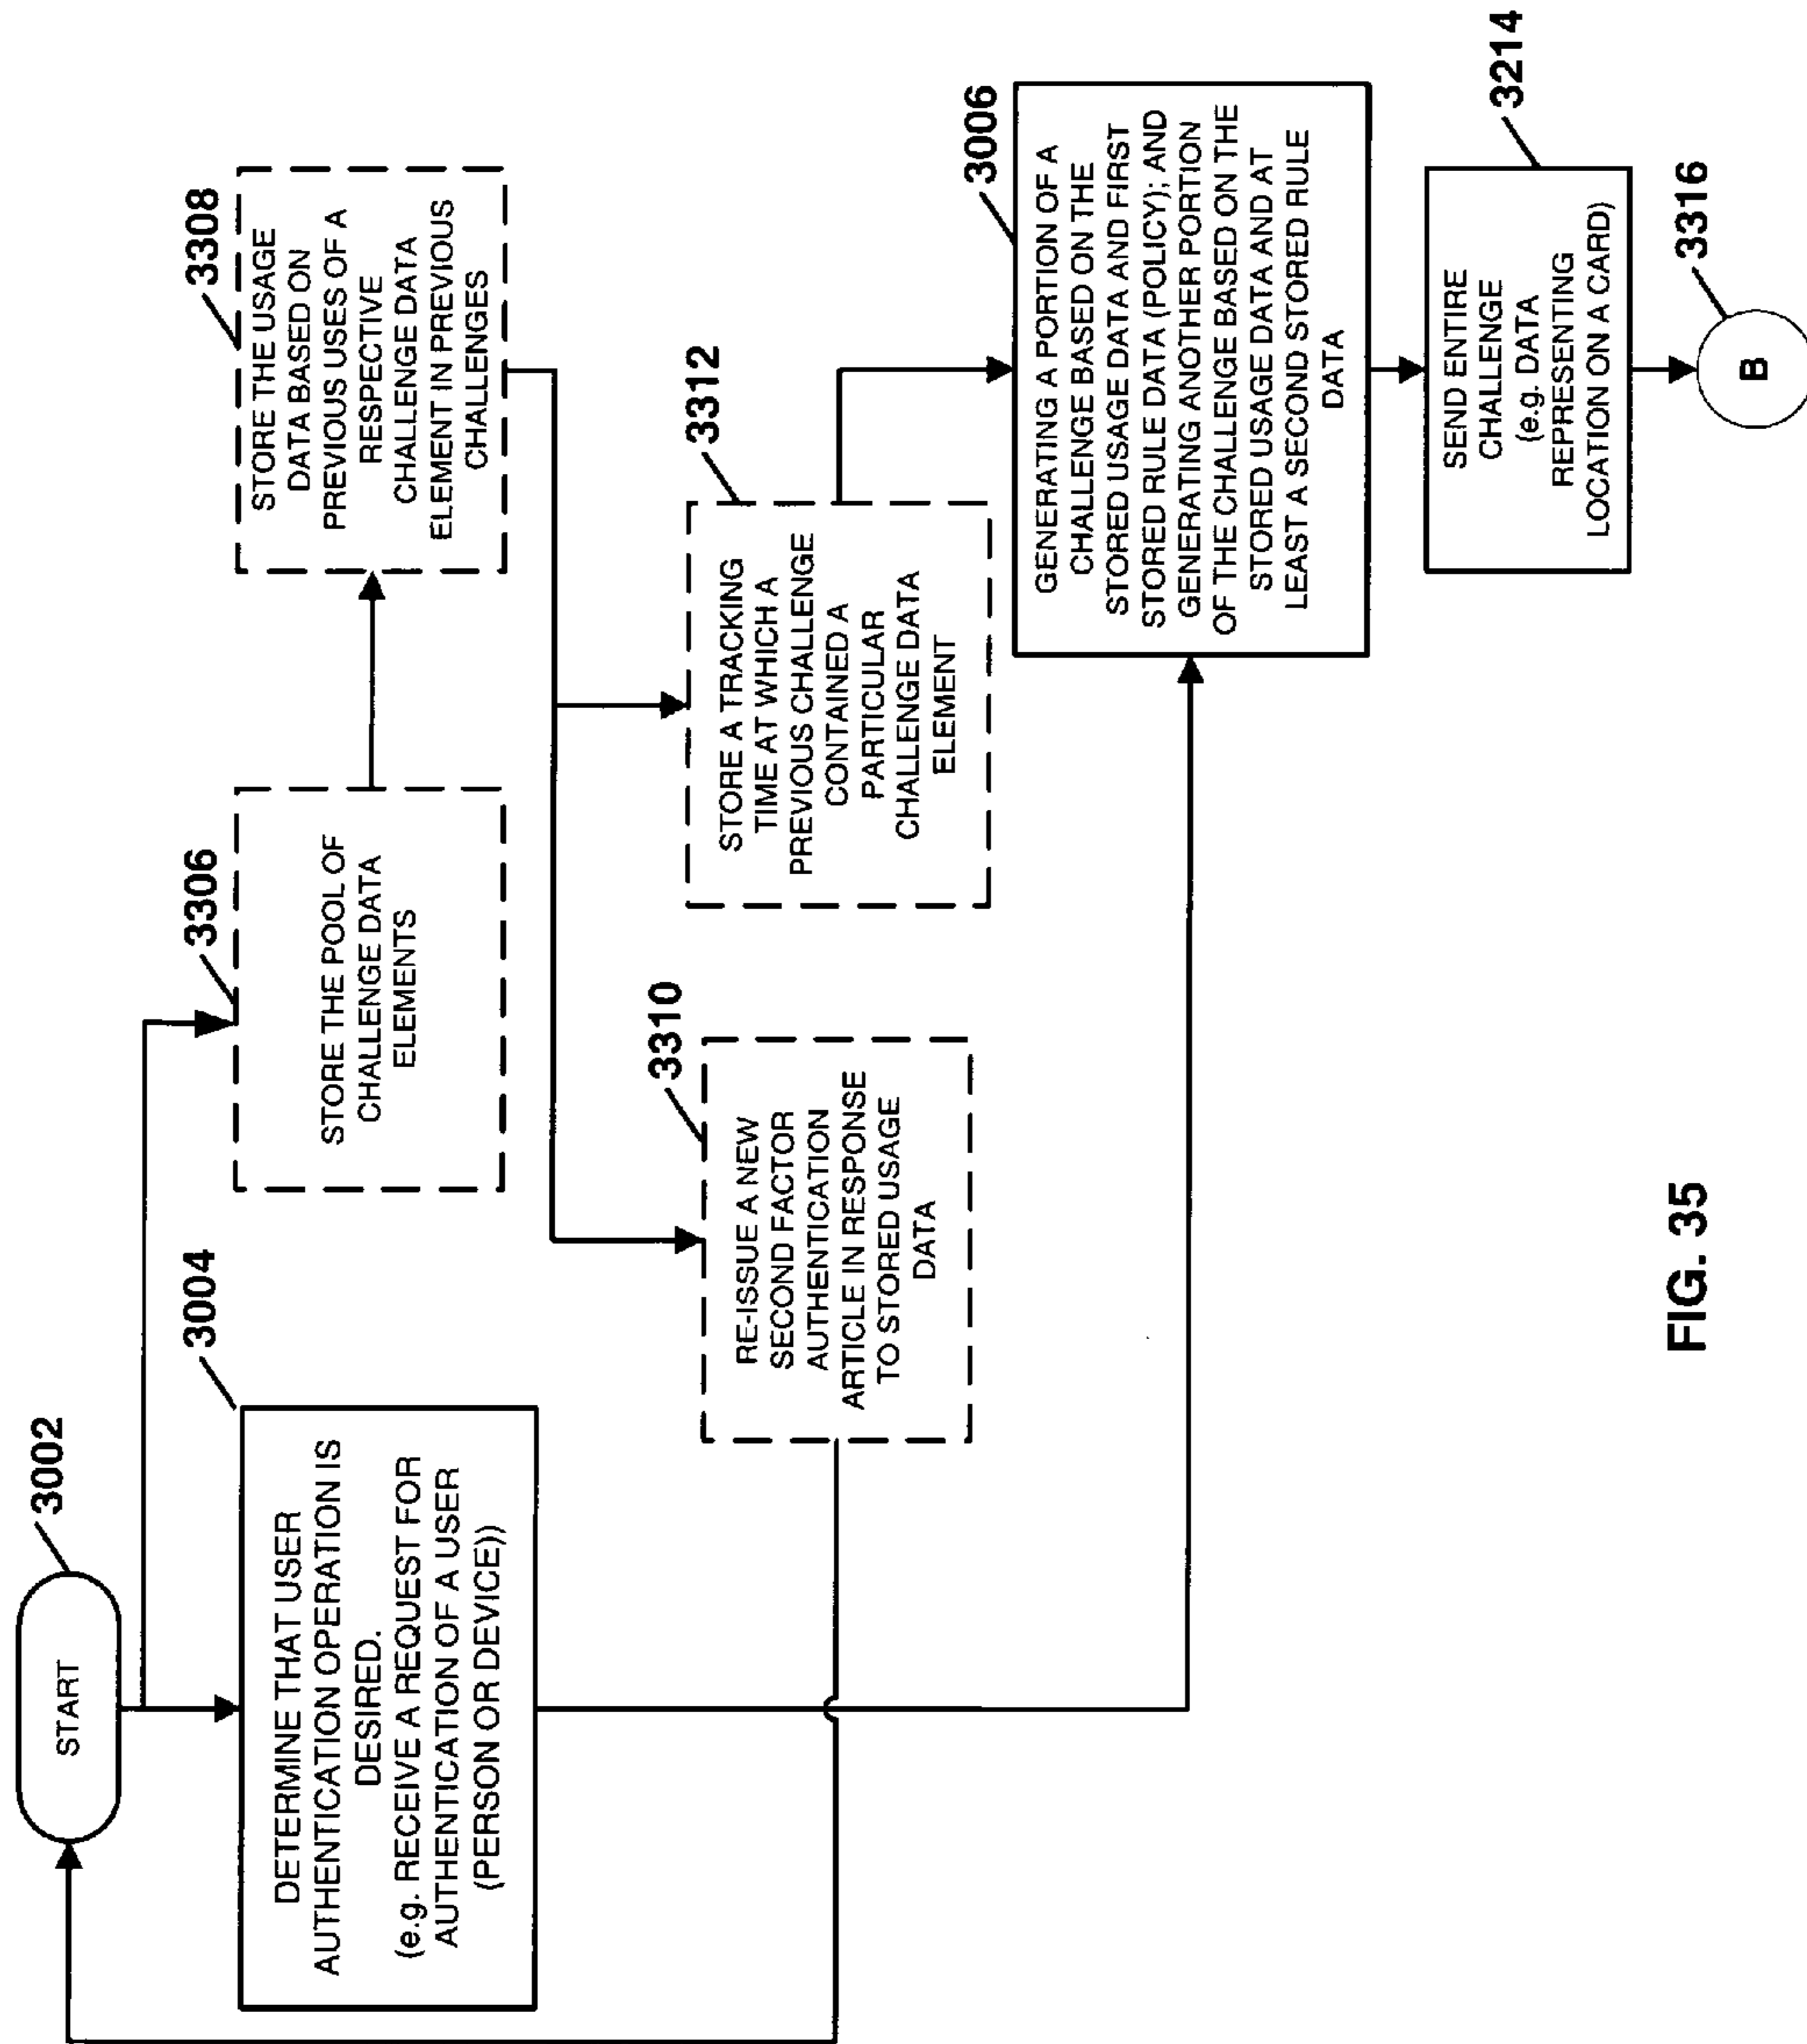 3002
START
3004
DETERMINE THAT USER
AUTHENTICATION OPERATION IS
DESIRED.
(e.g. RECEIVE A REQUEST FOR
AUTHENTICATION OF A USER
(PERSON OR DEVICE))
3306
STORE THE POOL OF
CHALLENGE DATA
ELEMENTS
3308
STORE THE USAGE
DATA BASED ON
PREVIOUS USES OF A
RESPECTIVE
CHALLENGE DATA
ELEMENT IN PREVIOUS
CHALLENGES
3310
RE-ISSUE A NEW
SECOND FACTOR
AUTHENTICATION
ARTICLE IN RESPONSE
TO STORED USAGE
DATA
3312
STORE A TRACKING
TIME AT WHICH A
PREVIOUS CHALLENGE
CONTAINED A
PARTICULAR
CHALLENGE DATA
ELEMENT
3006
GENERATING A PORTION OF A
CHALLENGE BASED ON THE
STORED USAGE DATA AND FIRST
STORED RULE DATA (POLICY); AND
GENERATING ANOTHER PORTION
OF THE CHALLENGE BASED ON THE
STORED USAGE DATA AND AT
LEAST A SECOND STORED RULE
DATA
3214
SEND ENTIRE
CHALLENGE
(e.g. DATA
REPRESENTING
LOCATION ON A CARD)
3316
B
FIG. 35